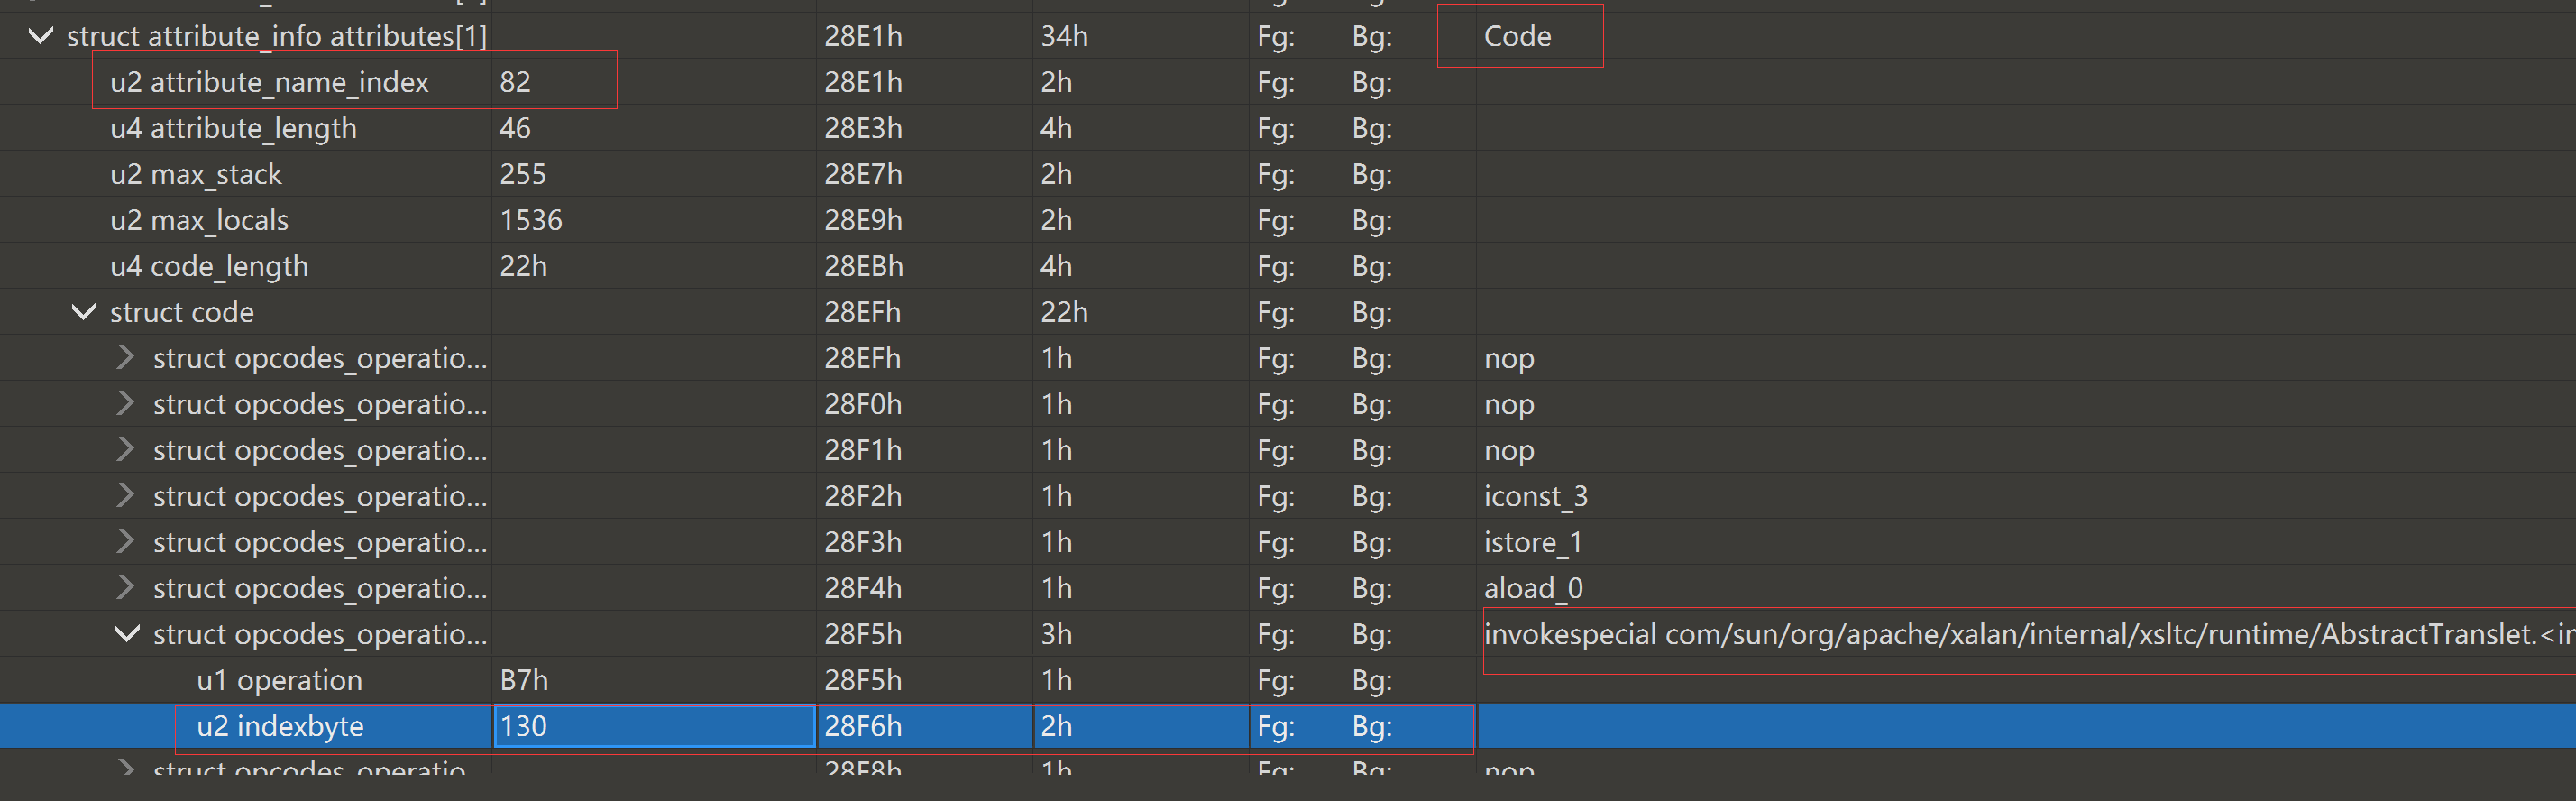 struct attribute_info attributes[1] 28E1h 34h Fg: Bg: Code
u2 attribute_name_index 82 28E1h 2h Fg: Bg:
u4 attribute_length 46 28E3h 4h Fg: Bg:
u2 max_stack 255 28E7h 2h Fg: Bg:
u2 max_locals 1536 28E9h 2h Fg: Bg:
u4 code_length 22h 28EBh 4h Fg: Bg:
struct code 28EFh 22h Fg: Bg:
struct opcodes_operatio... 28EFh 1h Fg: Bg: nop
struct opcodes_operatio... 28F0h 1h Fg: Bg: nop
struct opcodes_operatio... 28F1h 1h Fg: Bg: nop
struct opcodes_operatio... 28F2h 1h Fg: Bg: iconst_3
struct opcodes_operatio... 28F3h 1h Fg: Bg: istore_1
struct opcodes_operatio... 28F4h 1h Fg: Bg: aload_0
struct opcodes_operatio... 28F5h 3h Fg: Bg: invokespecial com/sun/org/apache/xalan/internal/xsltc/runtime/AbstractTranslet.<in
u1 operation B7h 28F5h 1h Fg: Bg:
u2 indexbyte 130 28F6h 2h Fg: Bg:
struct opcodes_operatio 28F8h 1h Fg: Bg: nop